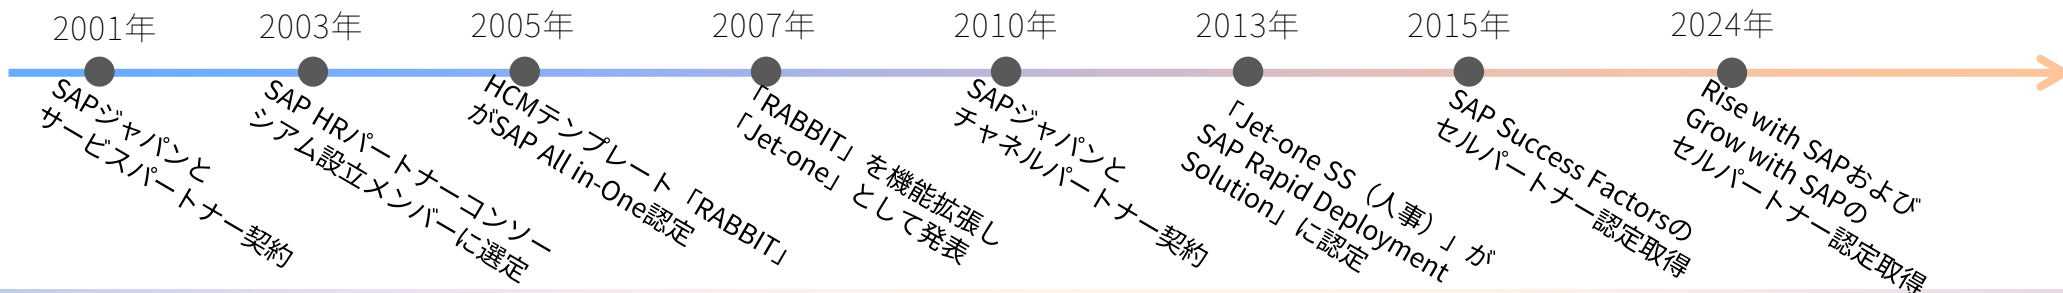 2001年
SAPジャパンと
サービスパートナー契約
2003年
SAP HRパートナーコンソー
シアム設立メンバーに選定
2005年
HCMテンプレート「RABBIT」
がSAP All in-One認定
2007年
「RABBIT」を機能拡張し
「Jet-one」として発表
2010年
SAPジャパンと
チャネルパートナー契約
2013年
「Jet-one SS（人事）」が
SAP Rapid Deployment
Solution」に認定
2015年
SAP Success Factorsの
セルパートナー認定取得
2024年
Rise with SAPおよび
Grow with SAPの
セルパートナー認定取得